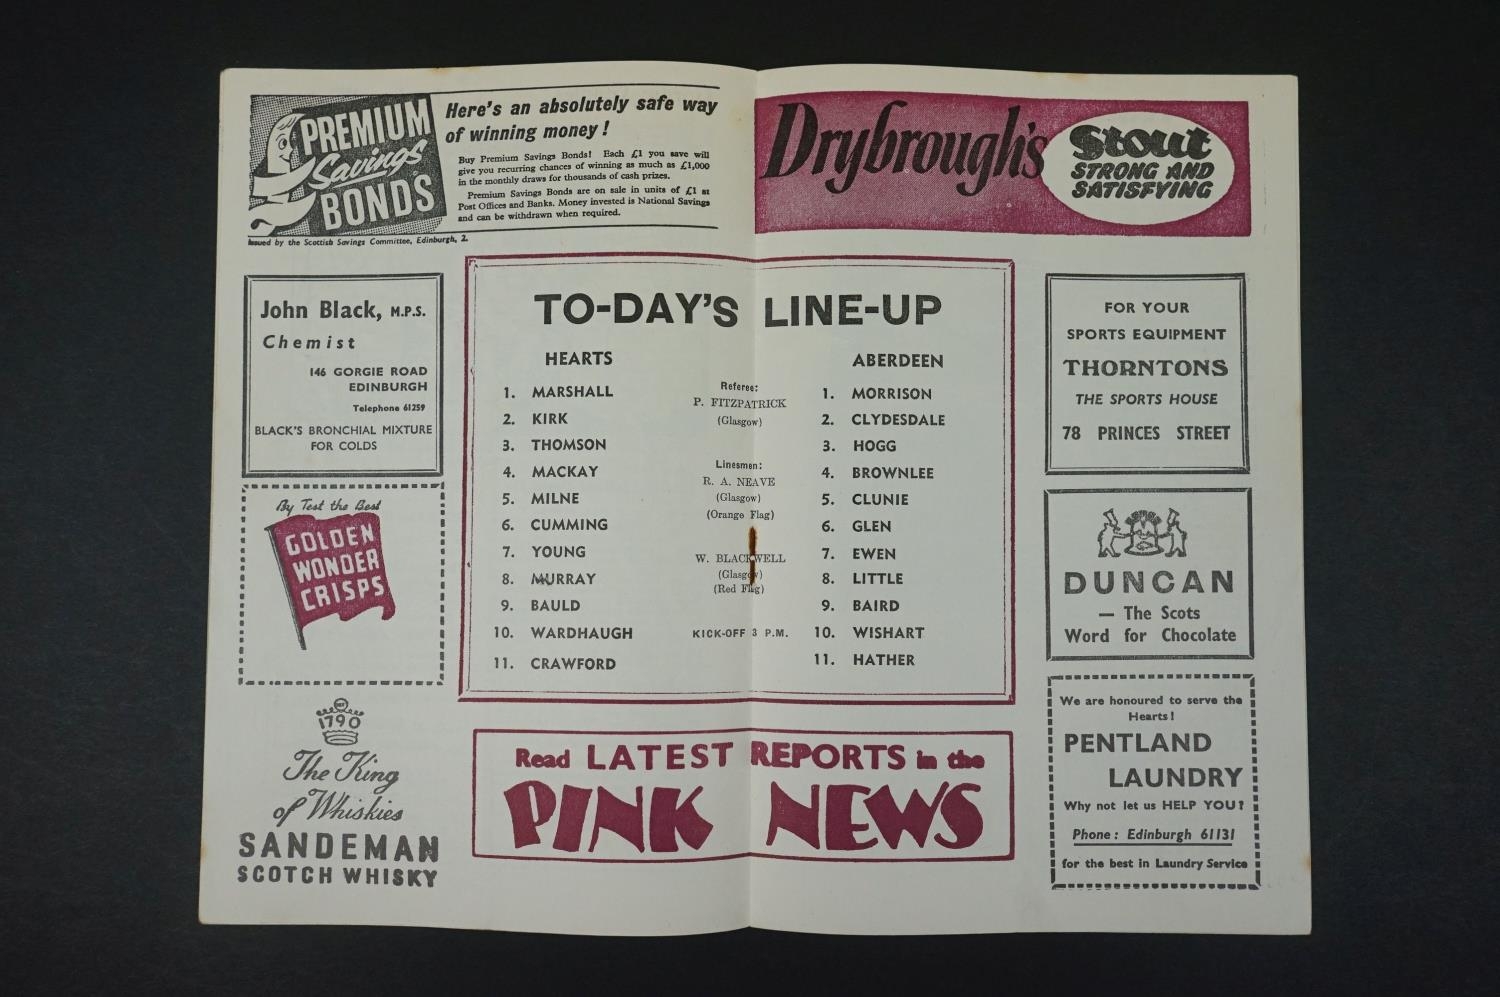 PREMIUM
Savings
BONDS
Here's an absolutely safe way
of winning money!
Buy Premium Savings Bonds! Each £1 you save will
give you recurring chances of winning as much as £1,000
in the monthly draws for thousands of cash prizes.
Premium Savings Bonds are on sale in units of £1 at
Post Offices and Banks. Money invested is National Savings
and can be withdrawn when required.
Issued by the Scottish Savings Committee, Edinburgh, 2.
Drybrough's
Stout
STRONG AND
SATISFYING
John Black, M.P.S.
Chemist
146 GORGIE ROAD
EDINBURGH
Telephone 61259
BLACK'S BRONCHIAL MIXTURE
FOR COLDS
By Test the Best
GOLDEN
WONDER
CRISPS
1790
The King
of Whiskies
SANDEMAN
SCOTCH WHISKY
TO-DAY'S LINE-UP
HEARTS
1. MARSHALL
2. KIRK
3. THOMSON
4. MACKAY
5. MILNE
6. CUMMING
7. YOUNG
8. MURRAY
9. BAULD
10. WARDHAUGH
11. CRAWFORD
Referee:
P. FITZPATRICK
(Glasgow)
Linesmen:
R. A. NEAVE
(Glasgow)
(Orange Flag)
W. BLACKWELL
(Glasgow)
(Red Flag)
KICK-OFF 3 P.M.
ABERDEEN
1. MORRISON
2. CLYDESDALE
3. HOGG
4. BROWNLEE
5. CLUNIE
6. GLEN
7. EWEN
8. LITTLE
9. BAIRD
10. WISHART
11. HATHER
Read LATEST REPORTS in the
PINK NEWS
FOR YOUR
SPORTS EQUIPMENT
THORNTONS
THE SPORTS HOUSE
78 PRINCES STREET
DUNCAN
— The Scots
Word for Chocolate
We are honoured to serve the
Hearts!
PENTLAND
LAUNDRY
Why not let us HELP YOU?
Phone: Edinburgh 61131
for the best in Laundry Service